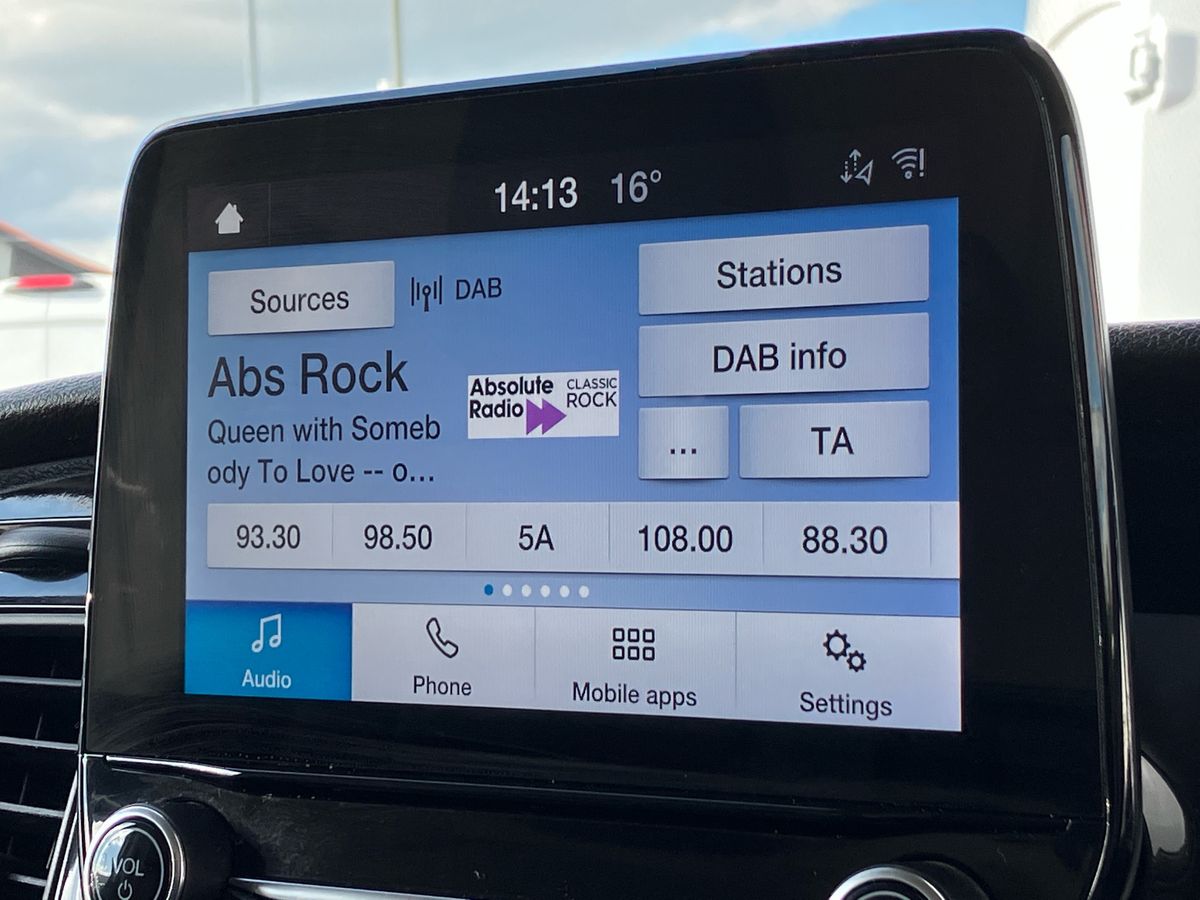 14:13 16°
Sources
DAB
Stations
Abs Rock
Queen with Someb
ody To Love -- o...
Absolute
Radio
CLASSIC
ROCK
DAB info
...
TA
93.30
98.50
5A
108.00
88.30
Audio
Phone
Mobile apps
Settings
VOL